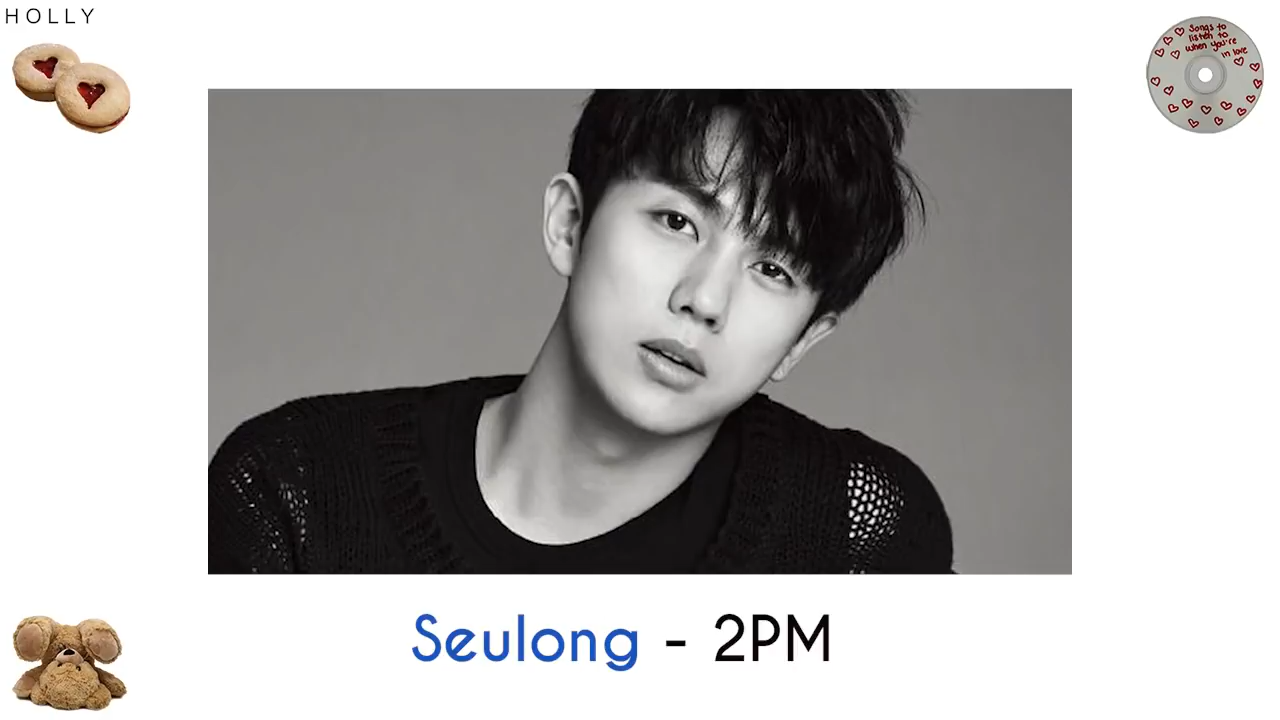 HOLLY
Songs to
listen to
when you're
in love
Seulong - 2PM